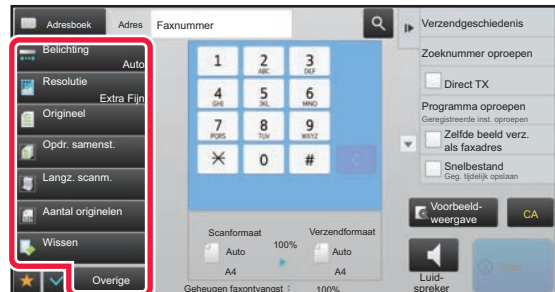 Adresboek
Adres
Faxnummer
Belichting
Auto
Resolutie
Extra Fijn
Origineel
Opdr. samenst.
Langz. scanm.
Aantal originelen
Wissen
Overige
1
2
ABC
3
DEF
4
GHI
5
JKL
6
MNO
7
PQRS
8
TUV
9
WXYZ
0
#
C
Scanformaat
Auto
A4
100%
Verzendformaat
Auto
A4
Geheugen faxontvangst :
100%
Verzendgeschiedenis
Zoeknummer oproepen
Direct TX
Programma oproepen
Geregistreerde inst. oproepen
Zelfde beeld verz.
als faxadres
Snelbestand
Geg. tijdelijk opslaan
Voorbeeld-
weergave
CA
Luid-
spreker
Start